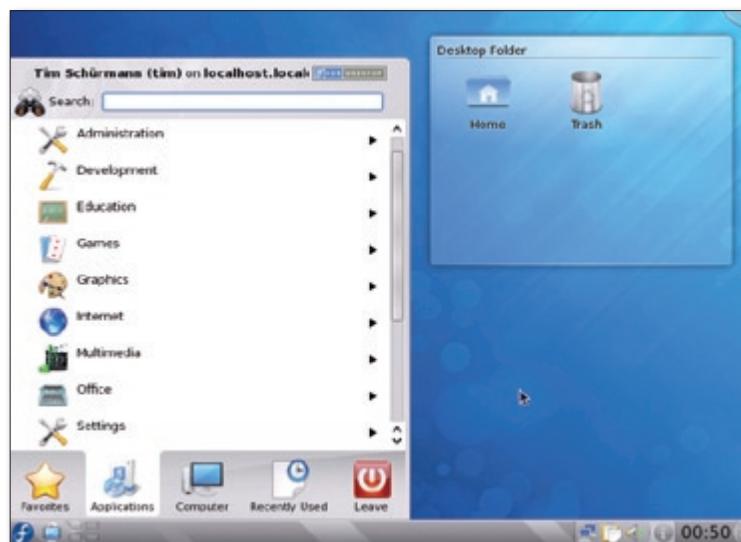 Tim Schürmann (tim) on localhost.local
Search:
Administration
Development
Education
Games
Graphics
Internet
Multimedia
Office
Settings
Favorites
Applications
Computer
Recently Used
Leave
Desktop Folder
Home
Trash
00:50